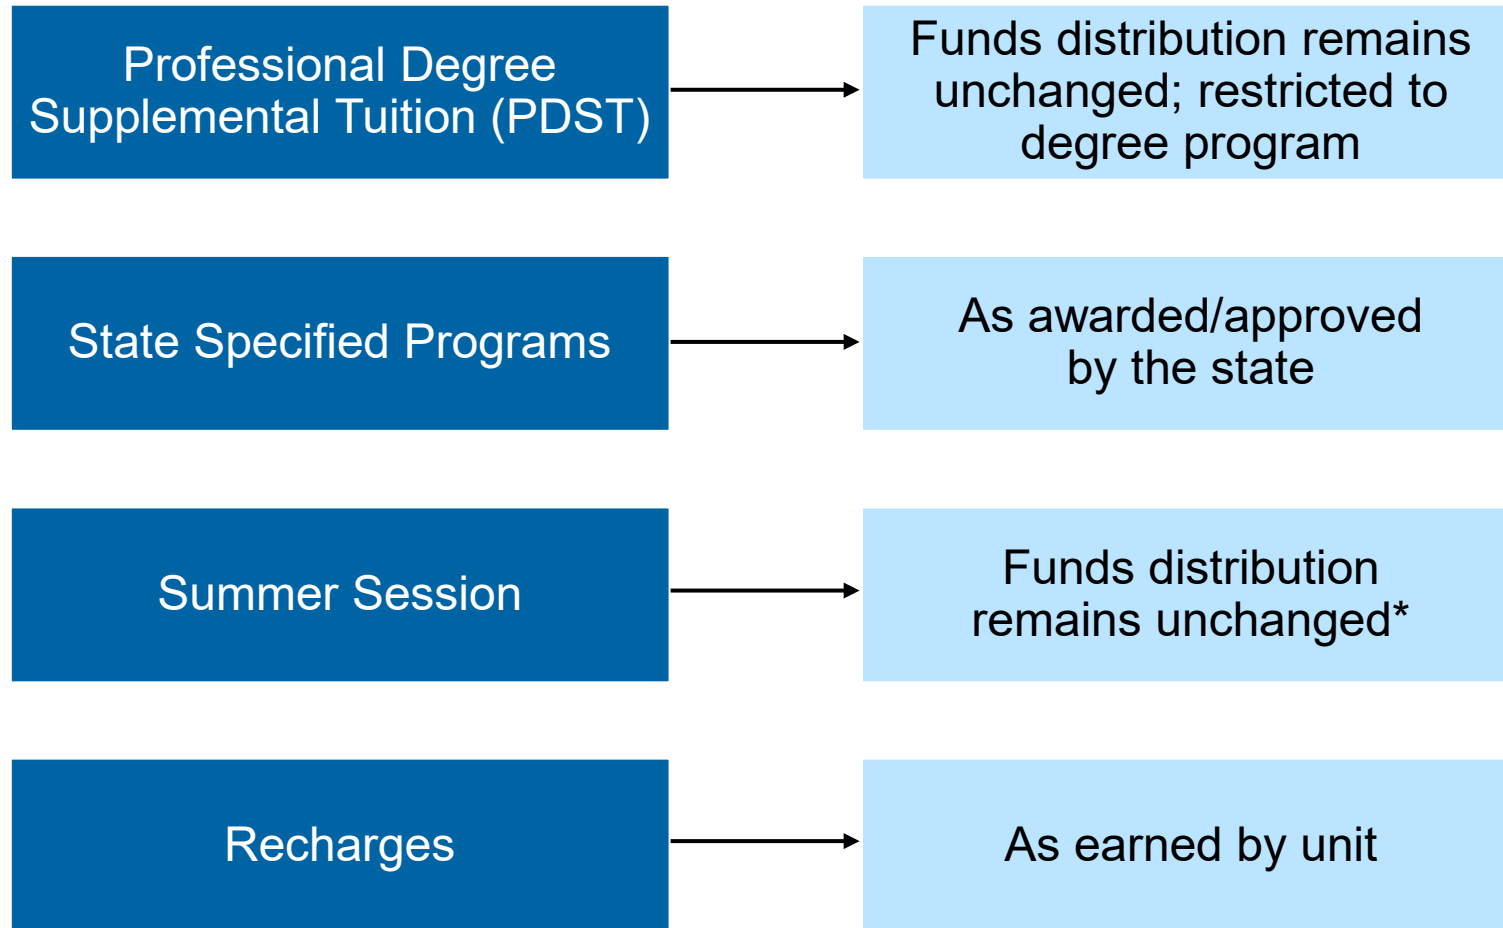 Professional Degree
Supplemental Tuition (PDST)
Funds distribution remains
unchanged; restricted to
degree program
State Specified Programs
As awarded/approved
by the state
Summer Session
Funds distribution
remains unchanged*
Recharges
As earned by unit